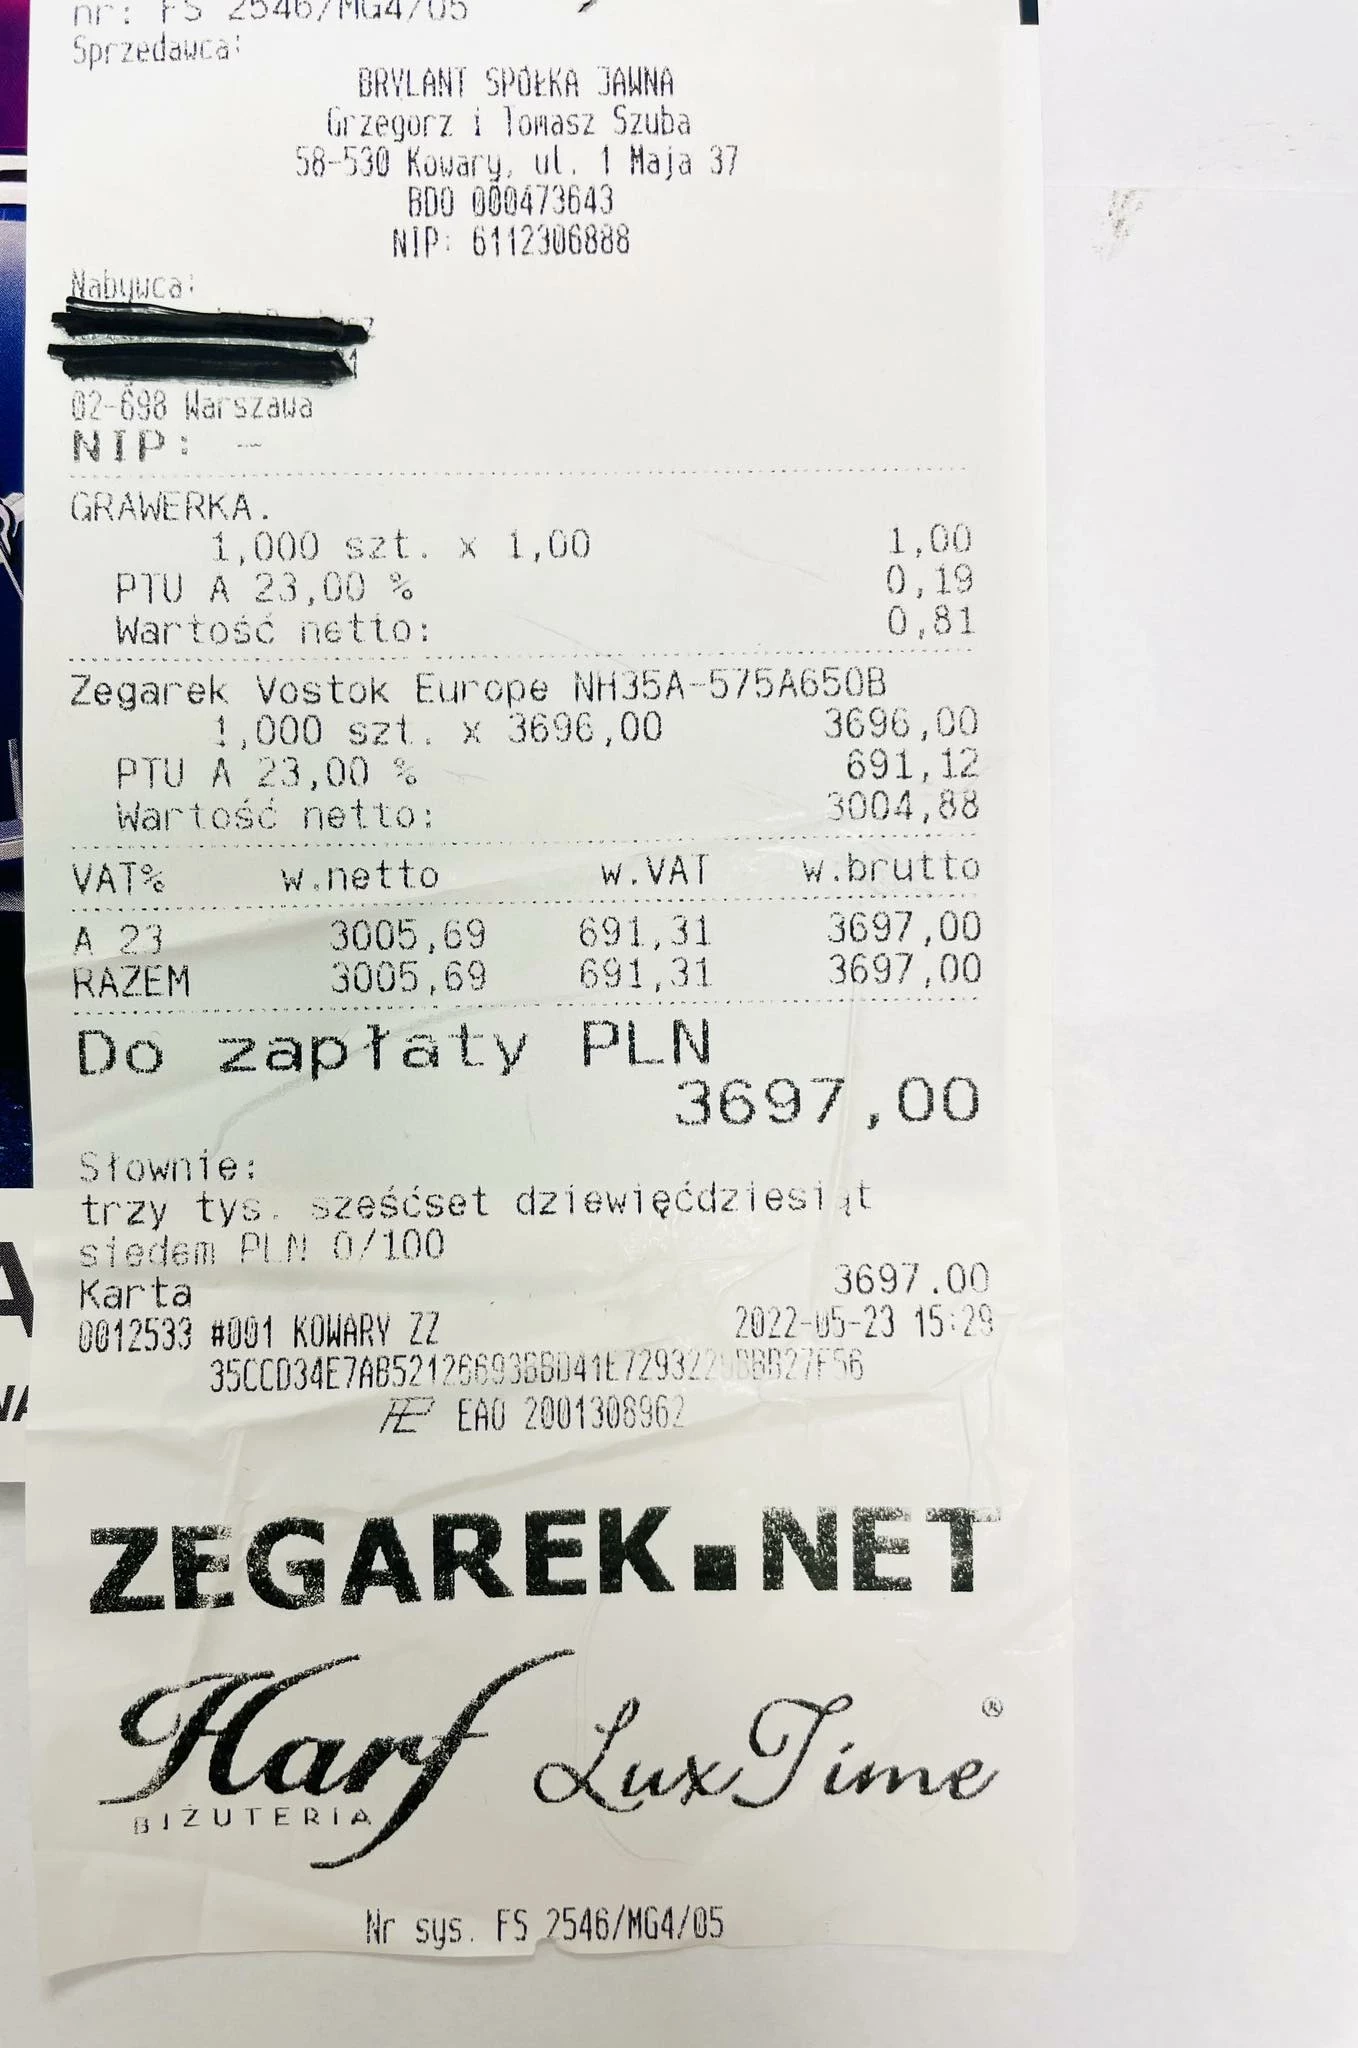 nr: FS 2546/MG4/05
Sprzedawca:
BRYLANT SPÓŁKA JAWNA
Grzegorz i Tomasz Szuba
58-530 Kowary, ul. 1 Maja 37
BDO 000473643
NIP: 6112306888
Nabywca:
02-698 Warszawa
NIP: -
GRAWERKA.
1,000 szt. x 1,00 1,00
PTU A 23,00 % 0,19
Wartość netto: 0,81
Zegarek Vostok Europe NH35A-575A650B
1,000 szt. x 3696,00 3696,00
PTU A 23,00 % 691,12
Wartość netto: 3004,88
VAT% w.netto w.VAT w.brutto
A 23 3005,69 691,31 3697,00
RAZEM 3005,69 691,31 3697,00
Do zapłaty PLN
3697,00
Słownie:
trzy tys. sześćset dziewięćdziesiąt
siedem PLN 0/100
Karta 3697.00
0012533 #001 KOWARY ZZ 2022-05-23 15:29
EAO 2001308962
ZEGAREK.NET
Harf LuxTime ®
BIŻUTERIA
Nr sys. FS 2546/MG4/05